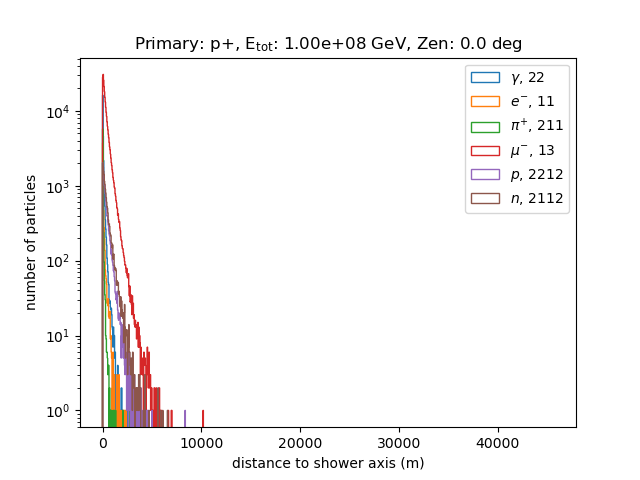 Primary: p+, E_tot: 1.00e+08 GeV, Zen: 0.0 deg
γ, 22
e⁻, 11
π⁺, 211
μ⁻, 13
p, 2212
n, 2112
number of particles
10⁴
10³
10²
10¹
10⁰
0 10000 20000 30000 40000
distance to shower axis (m)